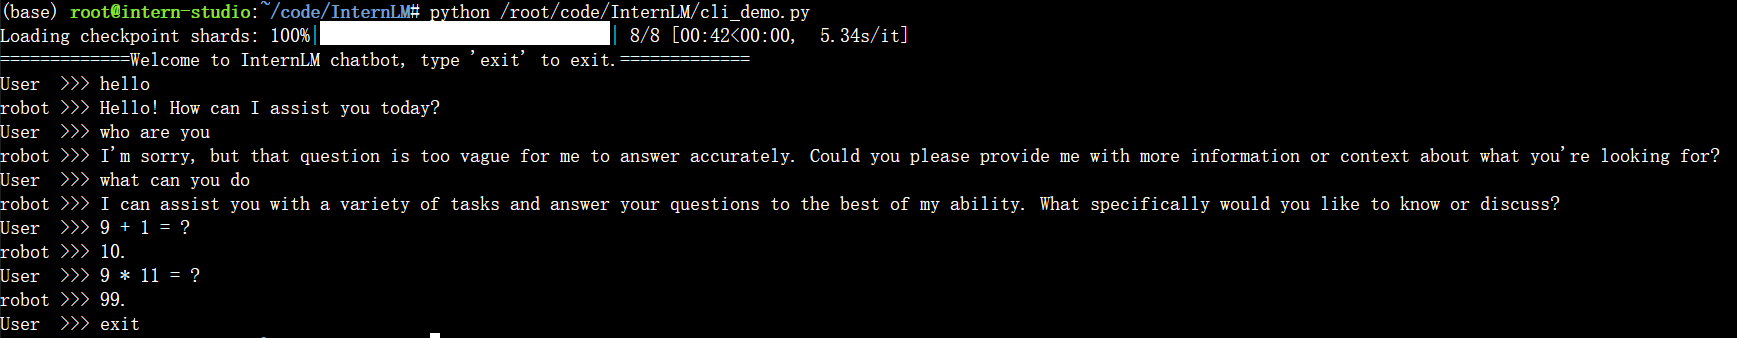 (base) root@intern-studio:~/code/InternLM# python /root/code/InternLM/cli_demo.py
Loading checkpoint shards: 100%|██████████| 8/8 [00:42<00:00,  5.34s/it]
=============Welcome to InternLM chatbot, type 'exit' to exit.=============
User  >>> hello
robot >>> Hello! How can I assist you today?
User  >>> who are you
robot >>> I'm sorry, but that question is too vague for me to answer accurately. Could you please provide me with more information or context about what you're looking for?
User  >>> what can you do
robot >>> I can assist you with a variety of tasks and answer your questions to the best of my ability. What specifically would you like to know or discuss?
User  >>> 9 + 1 = ?
robot >>> 10.
User  >>> 9 * 11 = ?
robot >>> 99.
User  >>> exit